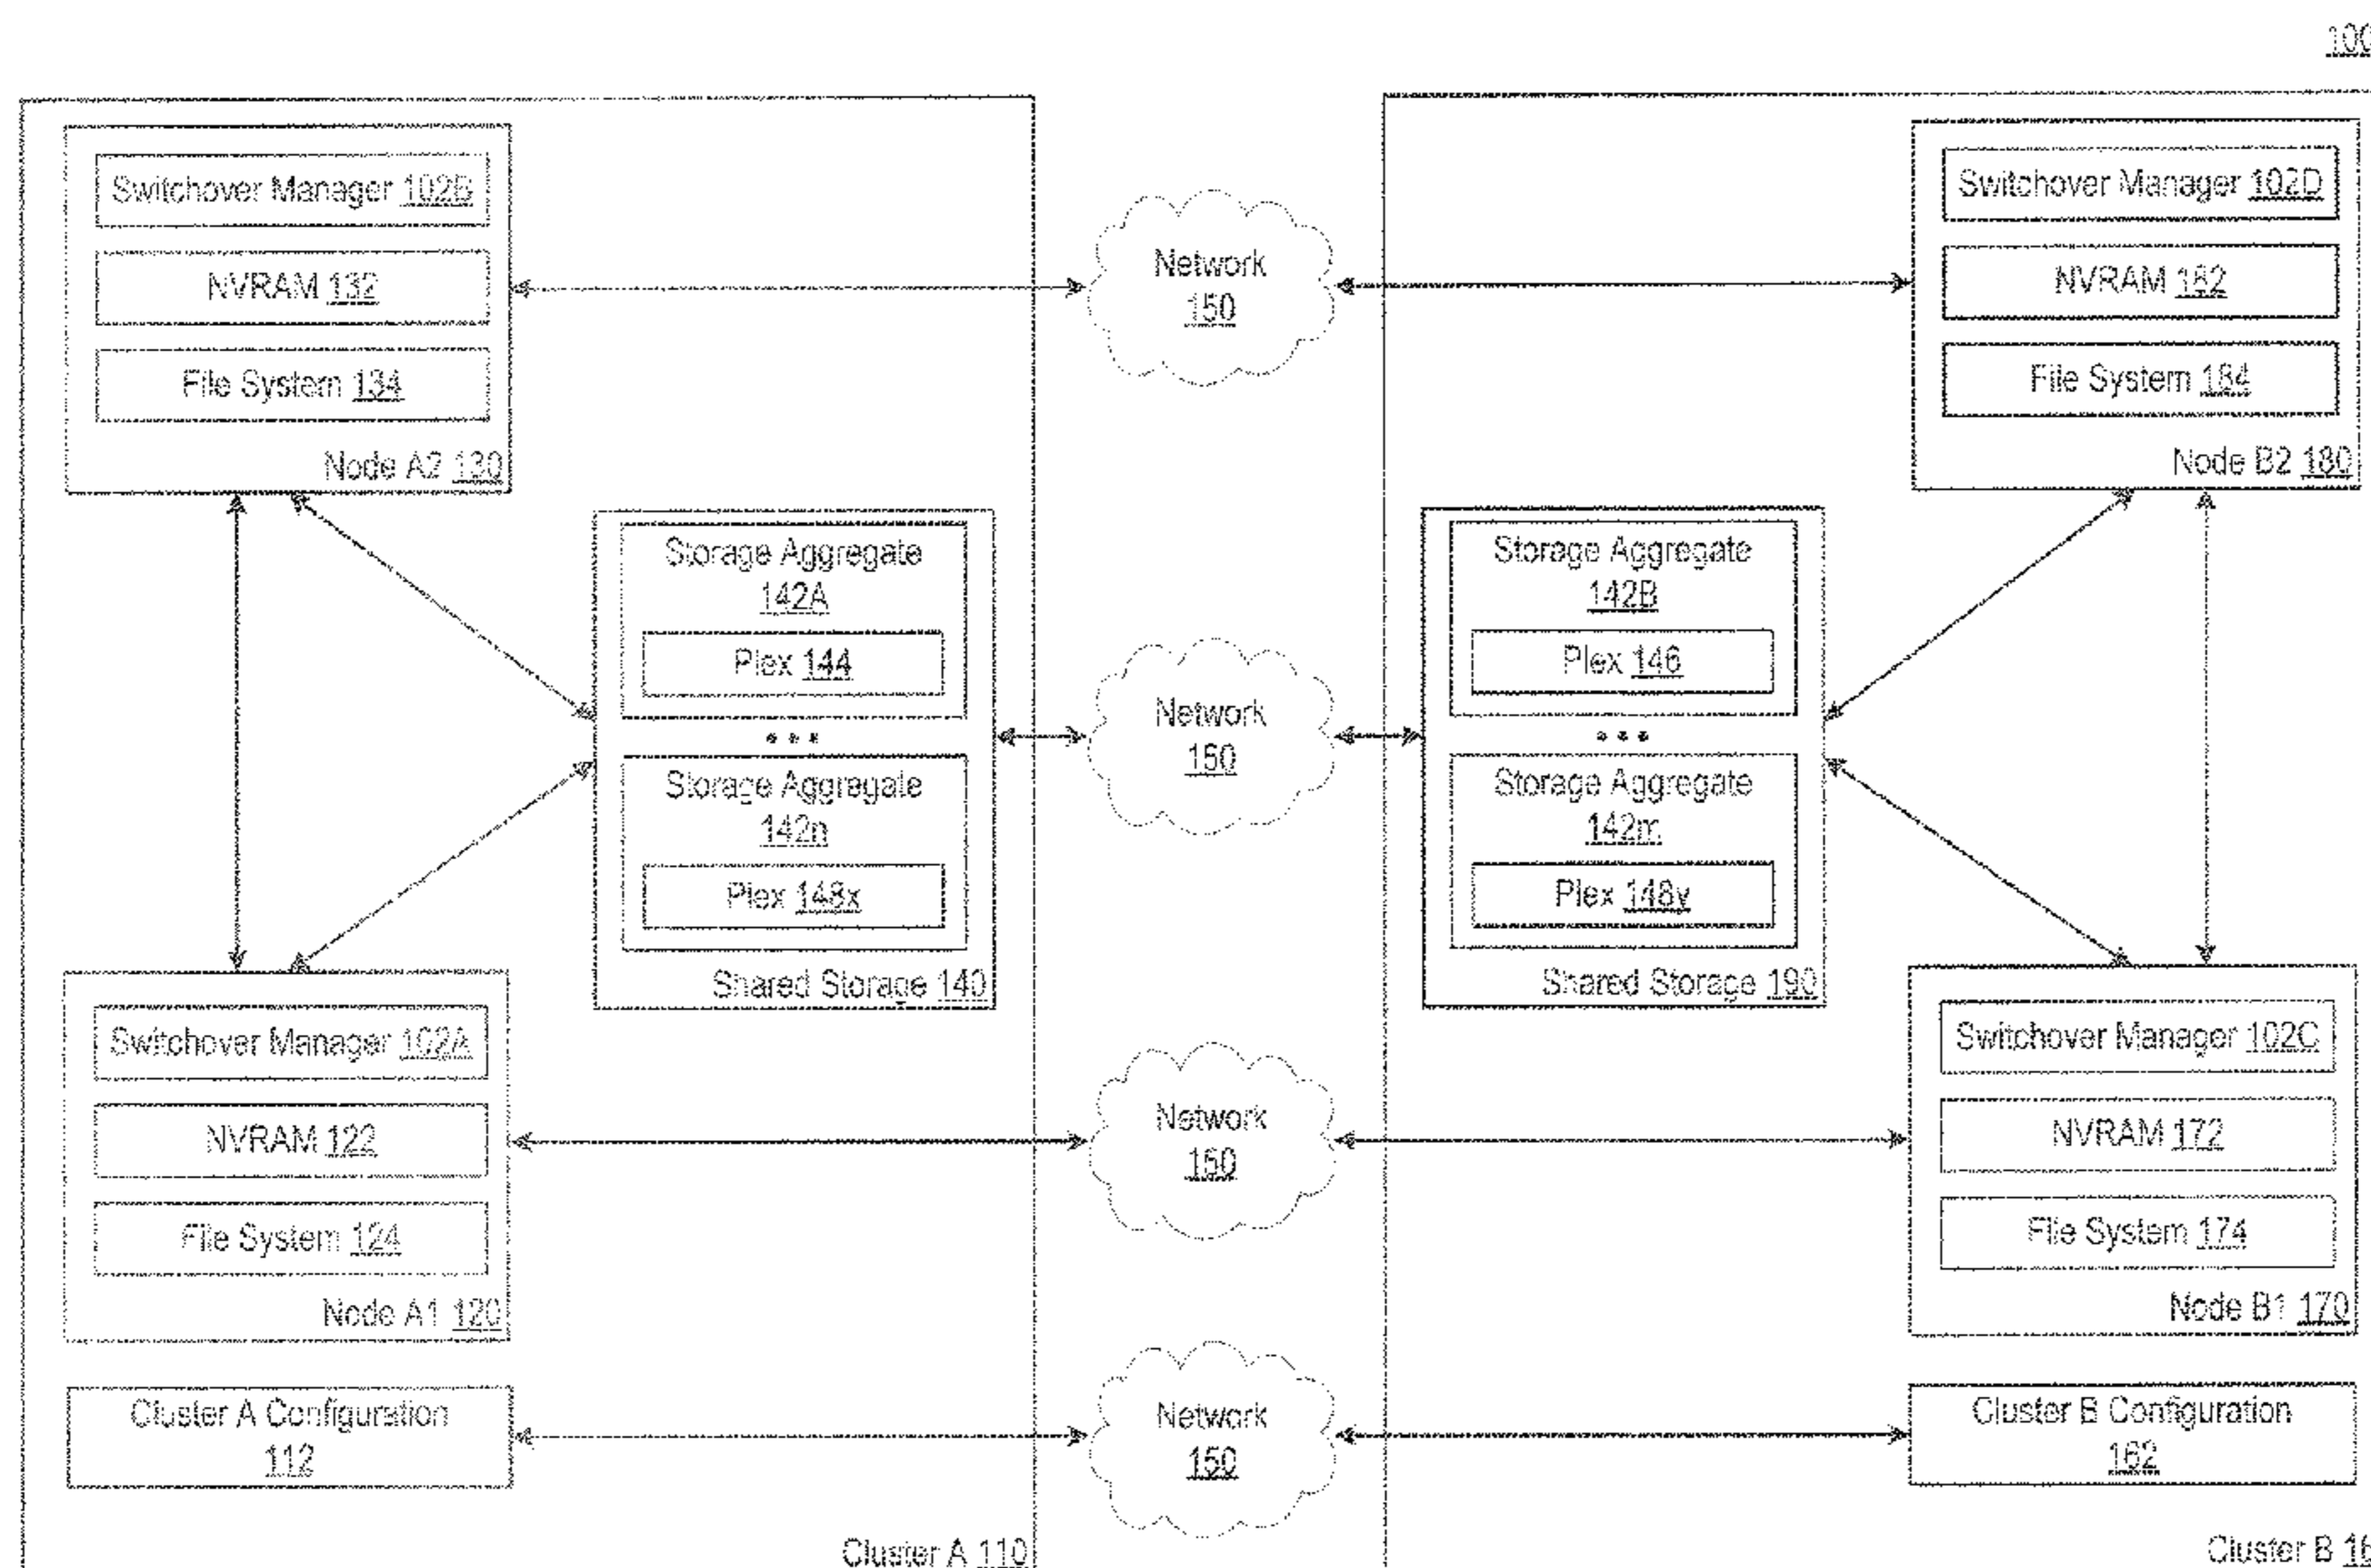 100
Switchover Manager 102B
NVRAM 132
File System 134
Node A2 130
Network
150
Switchover Manager 102D
NVRAM 182
File System 184
Node B2 180
Storage Aggregate
142A
Plex 144
• • •
Storage Aggregate
142n
Plex 148x
Shared Storage 140
Network
150
Storage Aggregate
142B
Plex 146
• • •
Storage Aggregate
142m
Plex 148y
Shared Storage 190
Switchover Manager 102A
NVRAM 122
File System 124
Node A1 120
Network
150
Switchover Manager 102C
NVRAM 172
File System 174
Node B1 170
Cluster A Configuration
112
Network
150
Cluster B Configuration
162
Cluster A 110
Cluster B